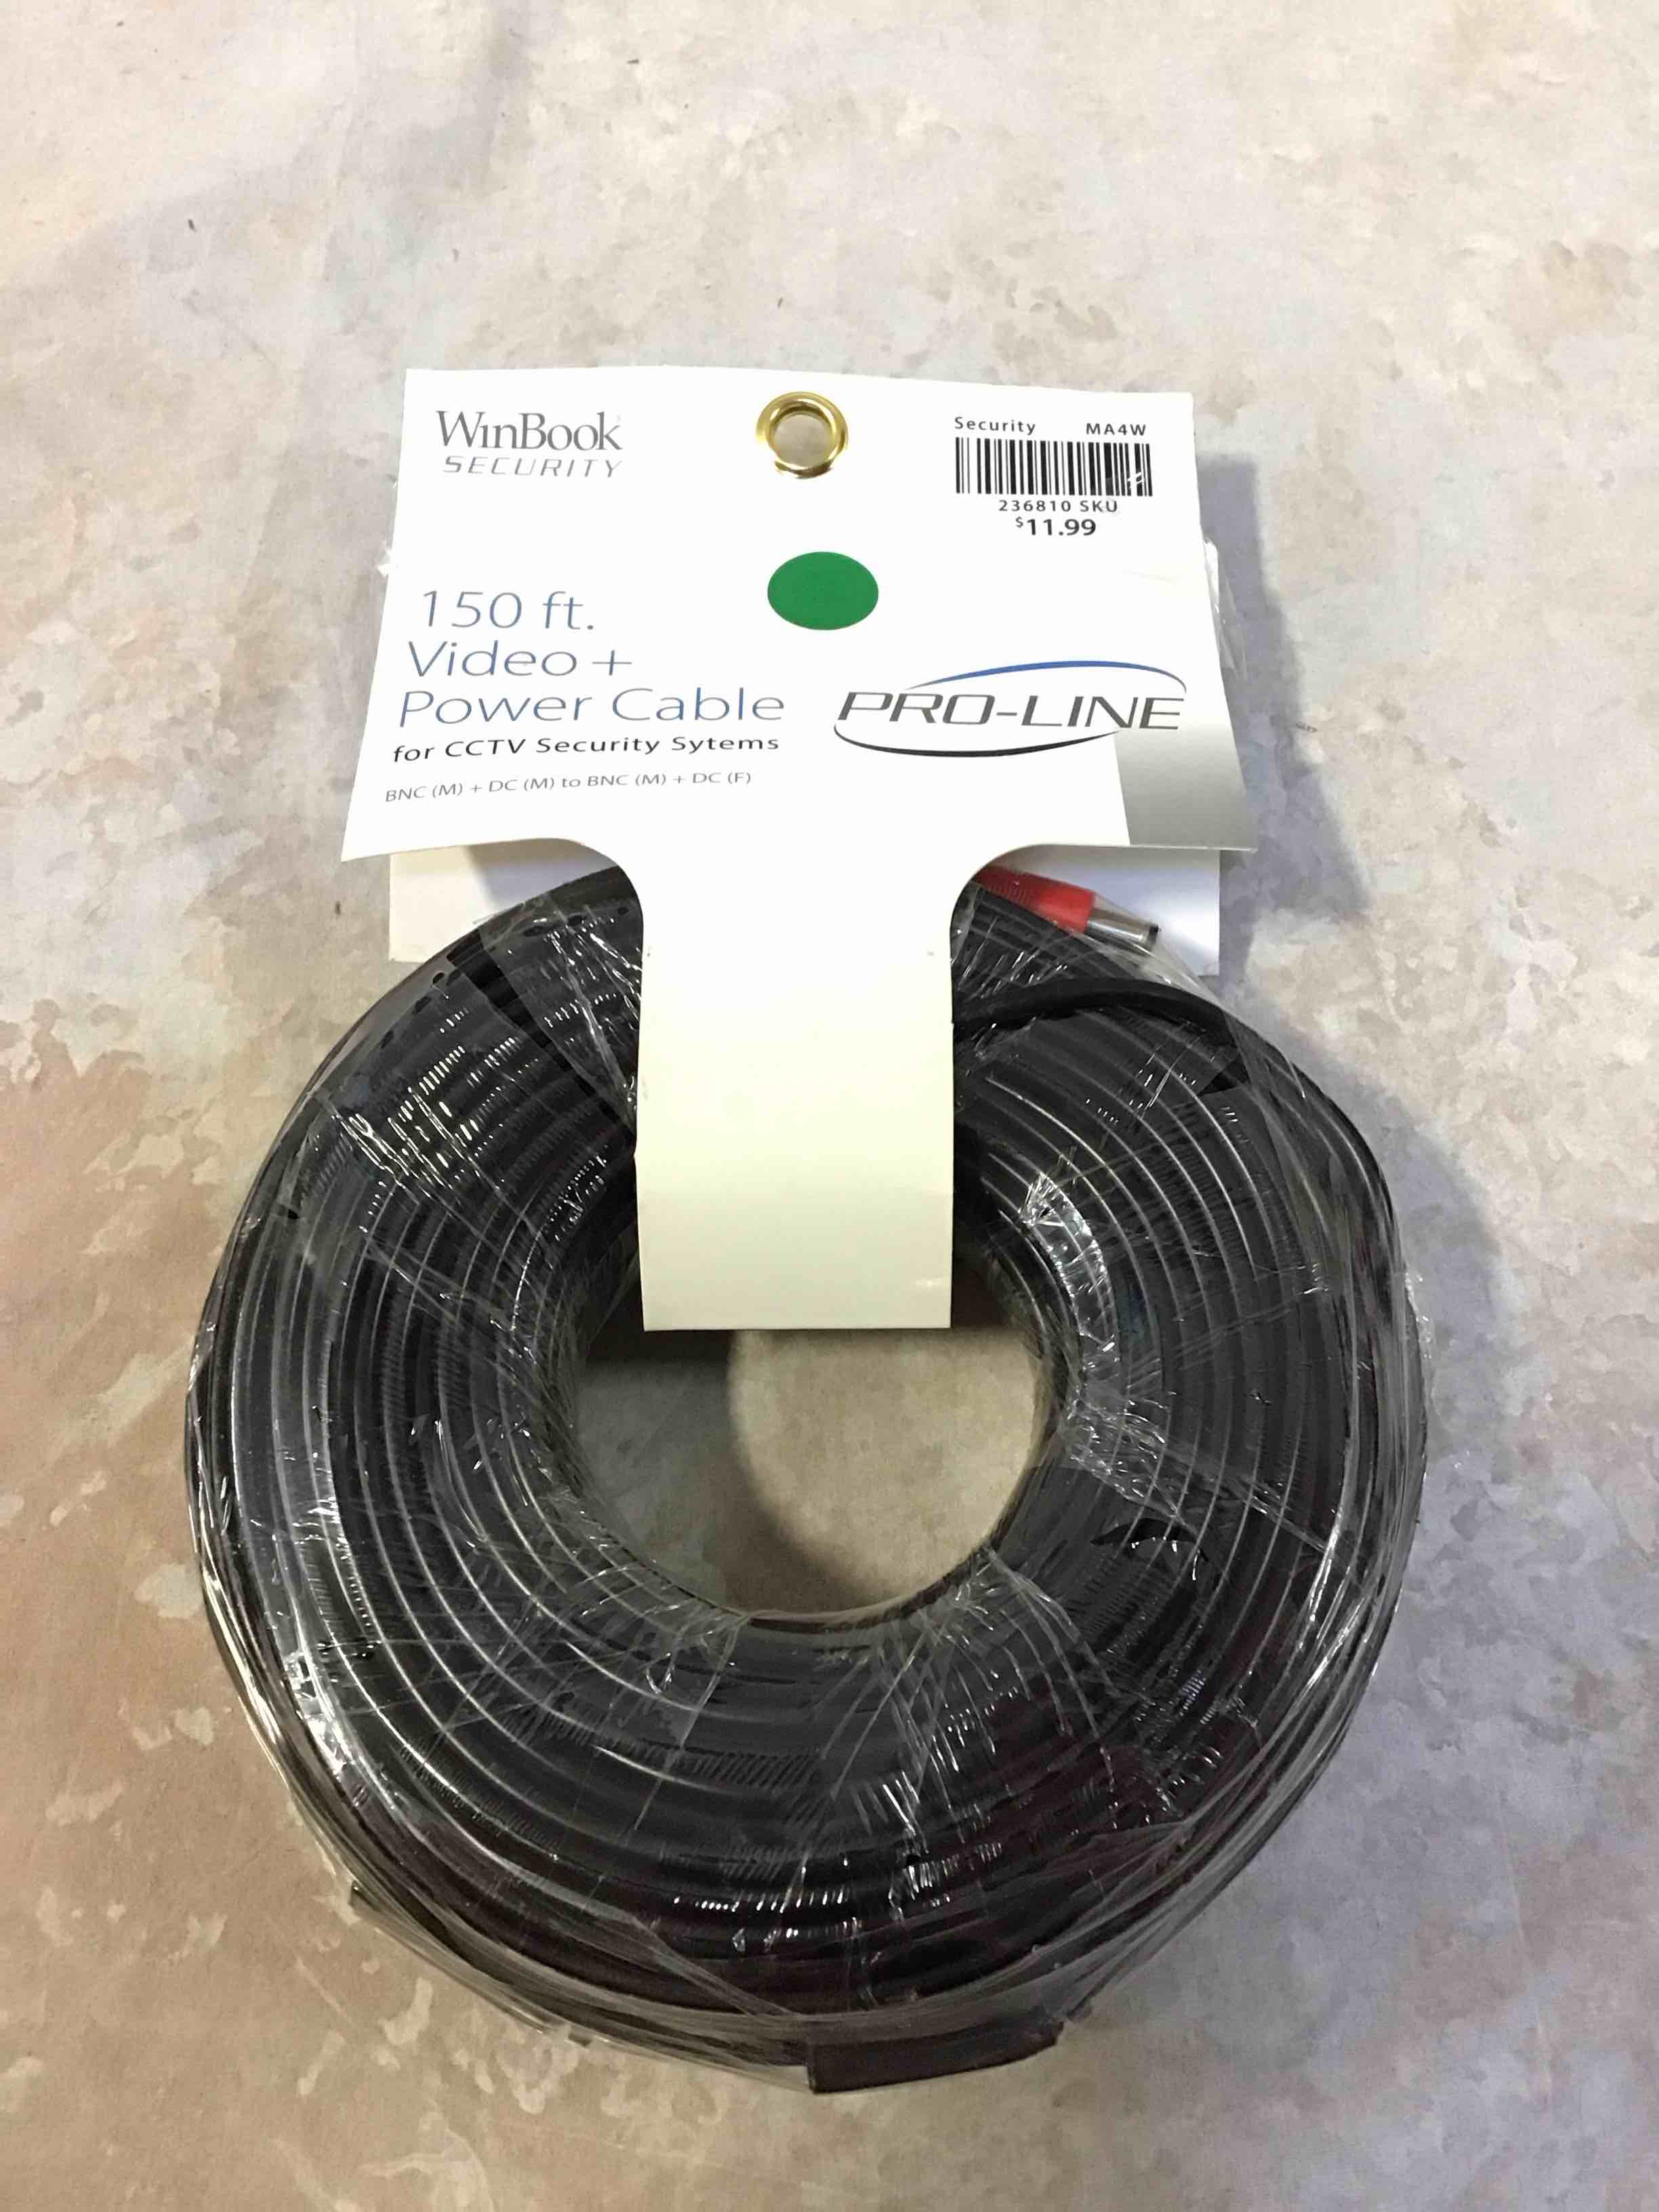 WinBook
SECURITY
Security MA4W
236810 SKU
$11.99
150 ft.
Video +
Power Cable
for CCTV Security Sytems
BNC (M) + DC (M) to BNC (M) + DC (F)
PRO-LINE